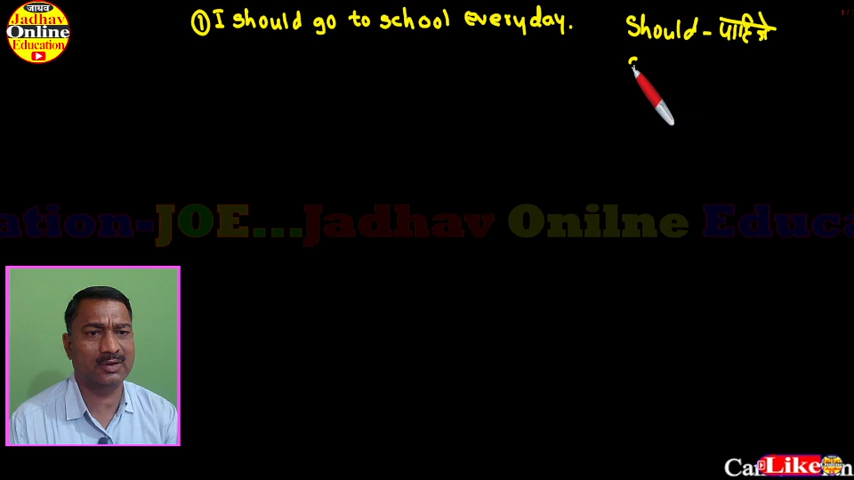 जाधव
Jadhav
Online
Education
① I should go to school everyday.
Should - पाहिजे
ation-JOE...Jadhav Onilne Educa
Like